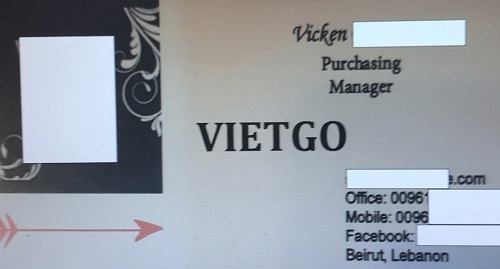 Vicken
Purchasing
Manager
VIETGO
e.com
Office: 00961
Mobile: 0096
Facebook:
Beirut, Lebanon